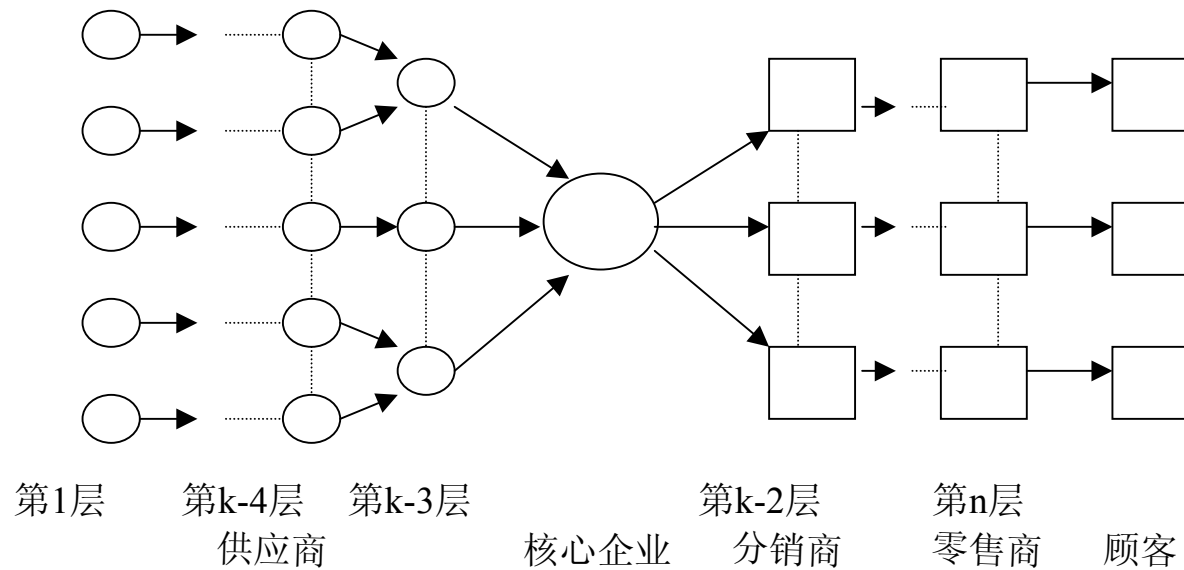 第1层 第k-4层 第k-3层 第k-2层 第n层
供应商 核心企业 分销商 零售商 顾客